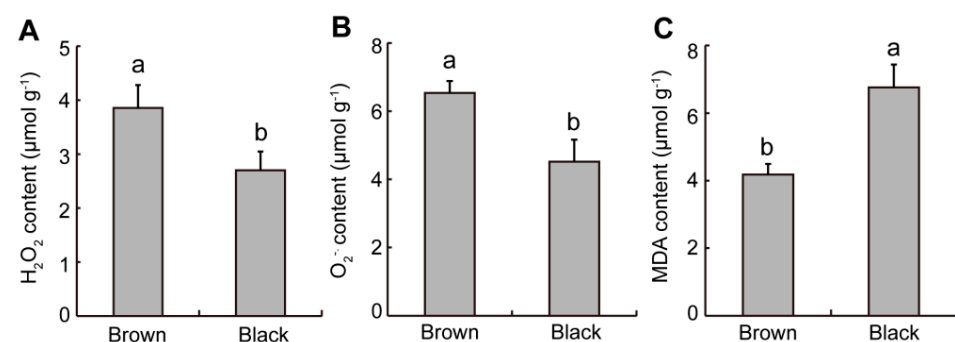 A
H₂O₂ content (μmol g⁻¹)
5
4
3
2
1
0
a
b
Brown
Black
B
O₂⁻· content (μmol g⁻¹)
8
6
4
2
0
a
b
Brown
Black
C
MDA content (μmol g⁻¹)
8
6
4
2
0
b
a
Brown
Black